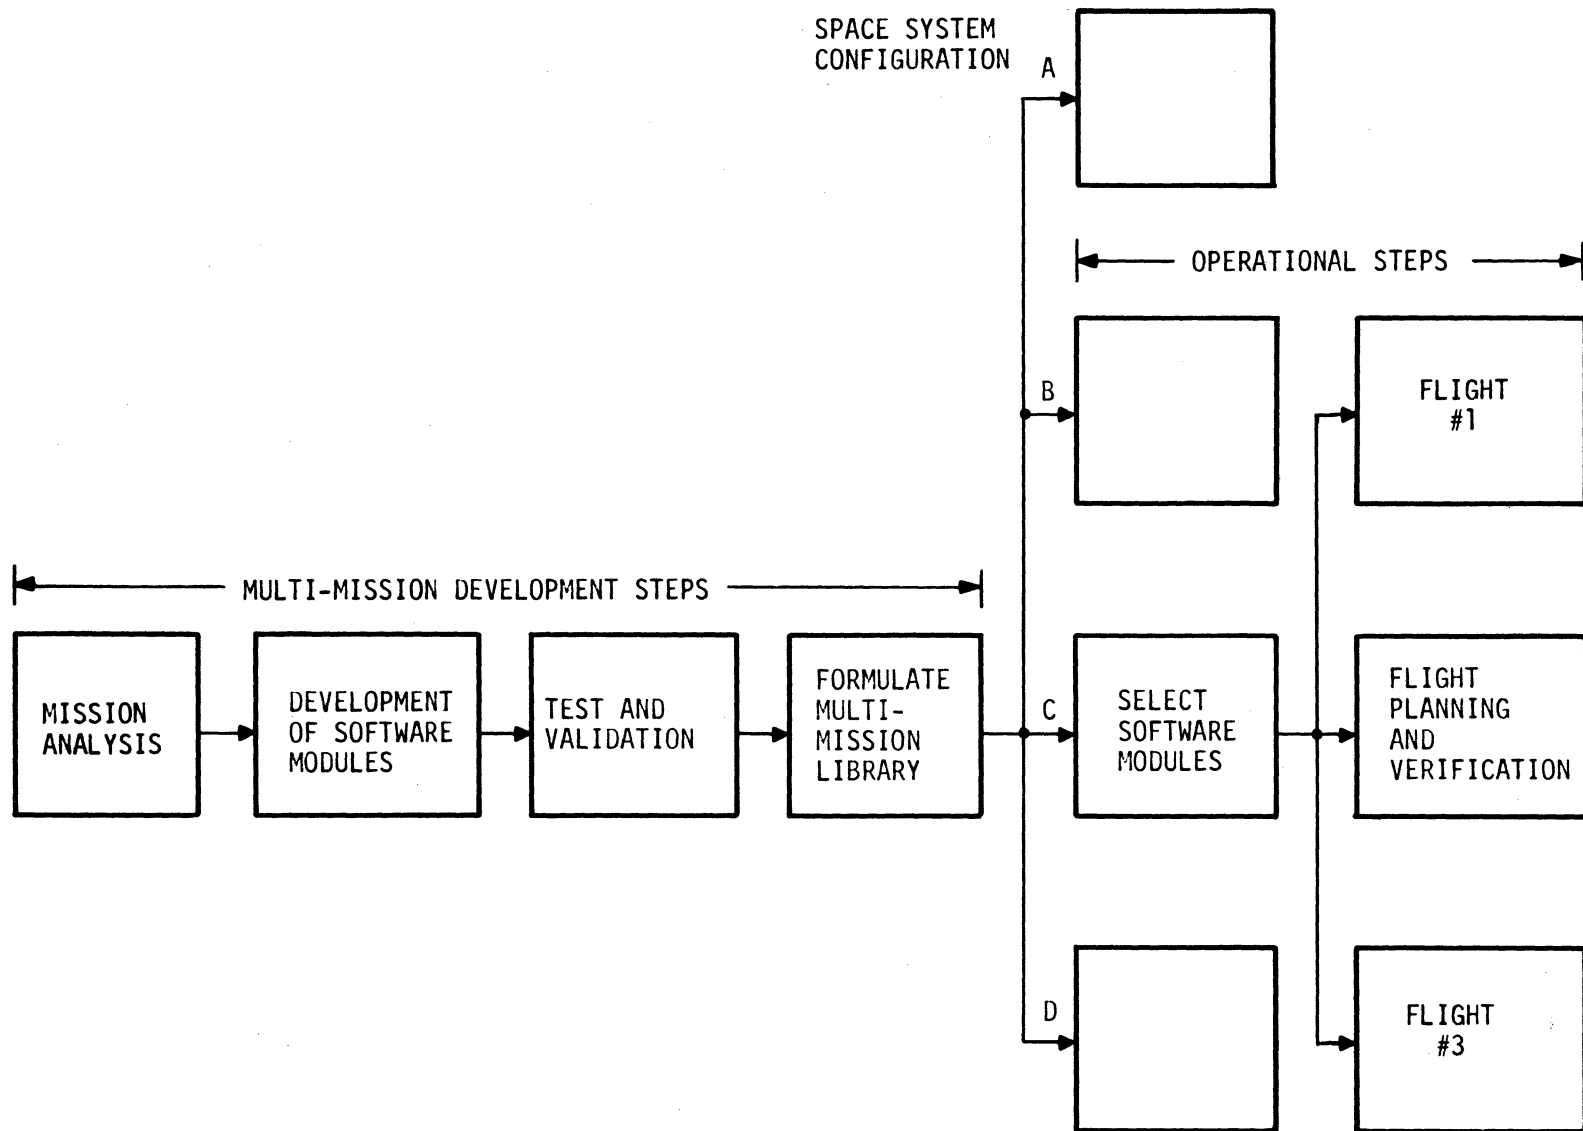 SPACE SYSTEM
CONFIGURATION
A
OPERATIONAL STEPS
B
FLIGHT
#1
MULTI-MISSION DEVELOPMENT STEPS
MISSION
ANALYSIS
DEVELOPMENT
OF SOFTWARE
MODULES
TEST AND
VALIDATION
FORMULATE
MULTI-
MISSION
LIBRARY
C
SELECT
SOFTWARE
MODULES
FLIGHT
PLANNING
AND
VERIFICATION
D
FLIGHT
#3